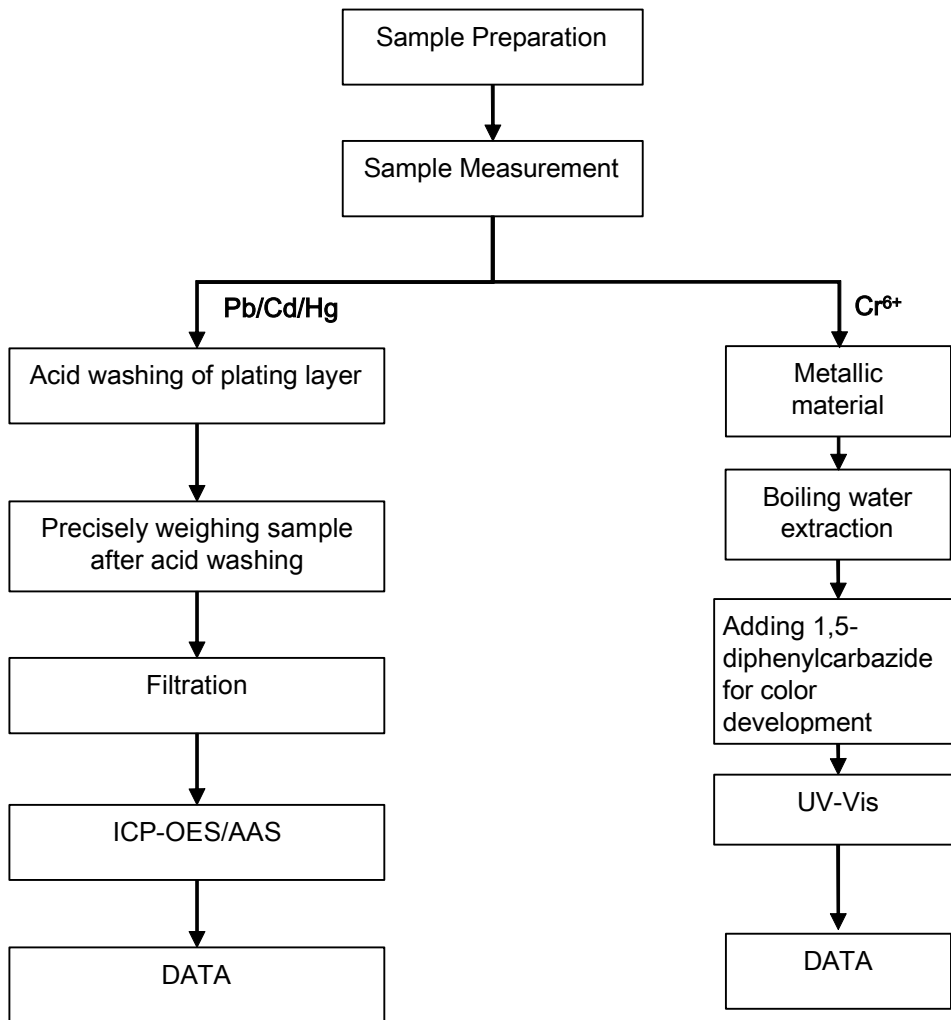 Sample Preparation
Sample Measurement
Pb/Cd/Hg
Acid washing of plating layer
Precisely weighing sample
after acid washing
Filtration
ICP-OES/AAS
DATA
Cr⁶⁺
Metallic
material
Boiling water
extraction
Adding 1,5-
diphenylcarbazide
for color
development
UV-Vis
DATA